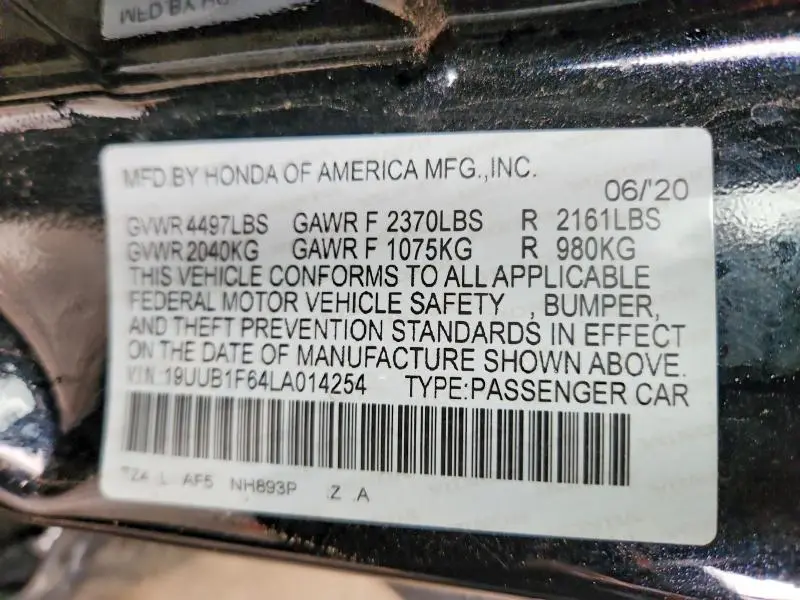 MFD BY HONDA OF AMERICA MFG.,INC.
06/'20
GVWR 4497LBS GAWR F 2370LBS R 2161LBS
GVWR 2040KG GAWR F 1075KG R 980KG
THIS VEHICLE CONFORMS TO ALL APPLICABLE
FEDERAL MOTOR VEHICLE SAFETY , BUMPER,
AND THEFT PREVENTION STANDARDS IN EFFECT
ON THE DATE OF MANUFACTURE SHOWN ABOVE.
VIN: 19UUB1F64LA014254 TYPE:PASSENGER CAR
L AF5 NH893P Z A